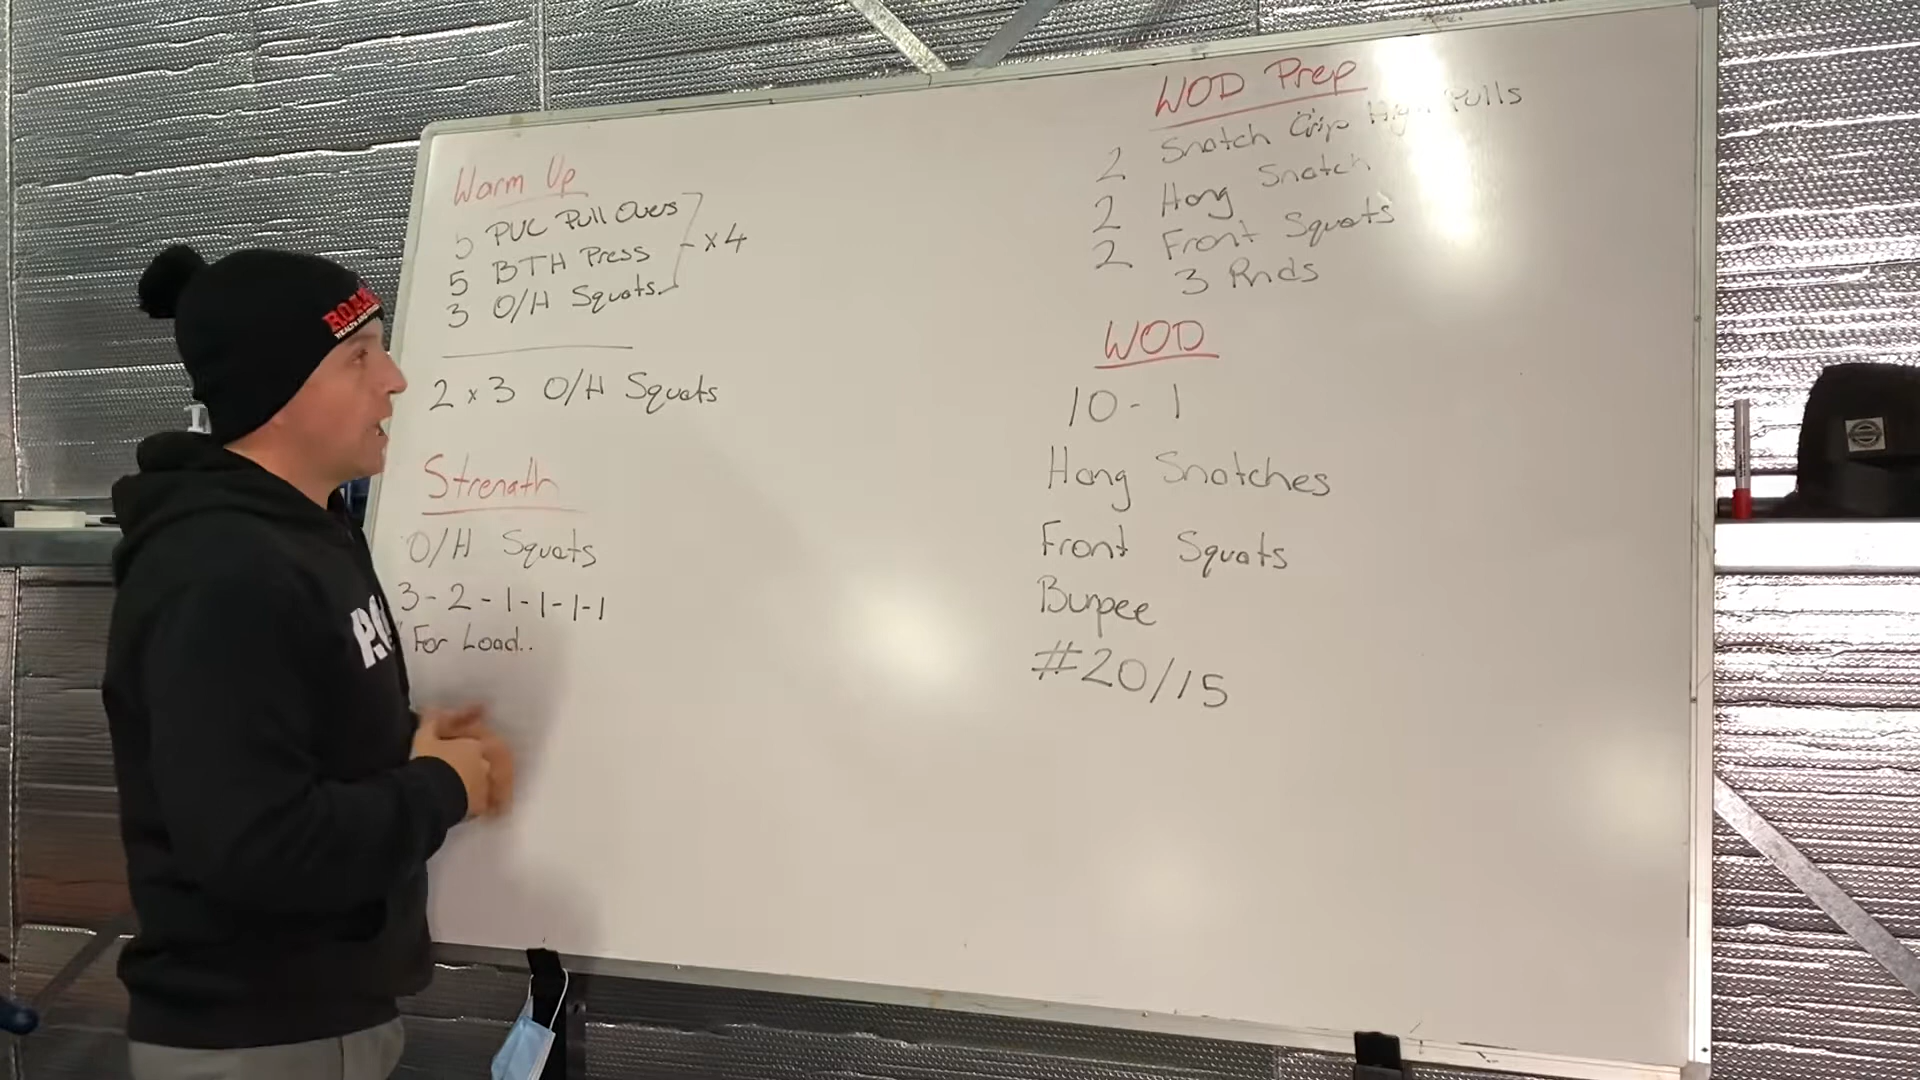 Warm Up
5 PVC Pull Overs
5 BTH Press
3 O/H Squats
x4
2 x 3 O/H Squats
Strength
O/H Squats
3-2-1-1-1-1
For Load..
WOD Prep
2 Snatch Grip High Pulls
2 Hang Snatch
2 Front Squats
3 Rnds
WOD
10-1
Hang Snatches
Front Squats
Burpee
#20/15